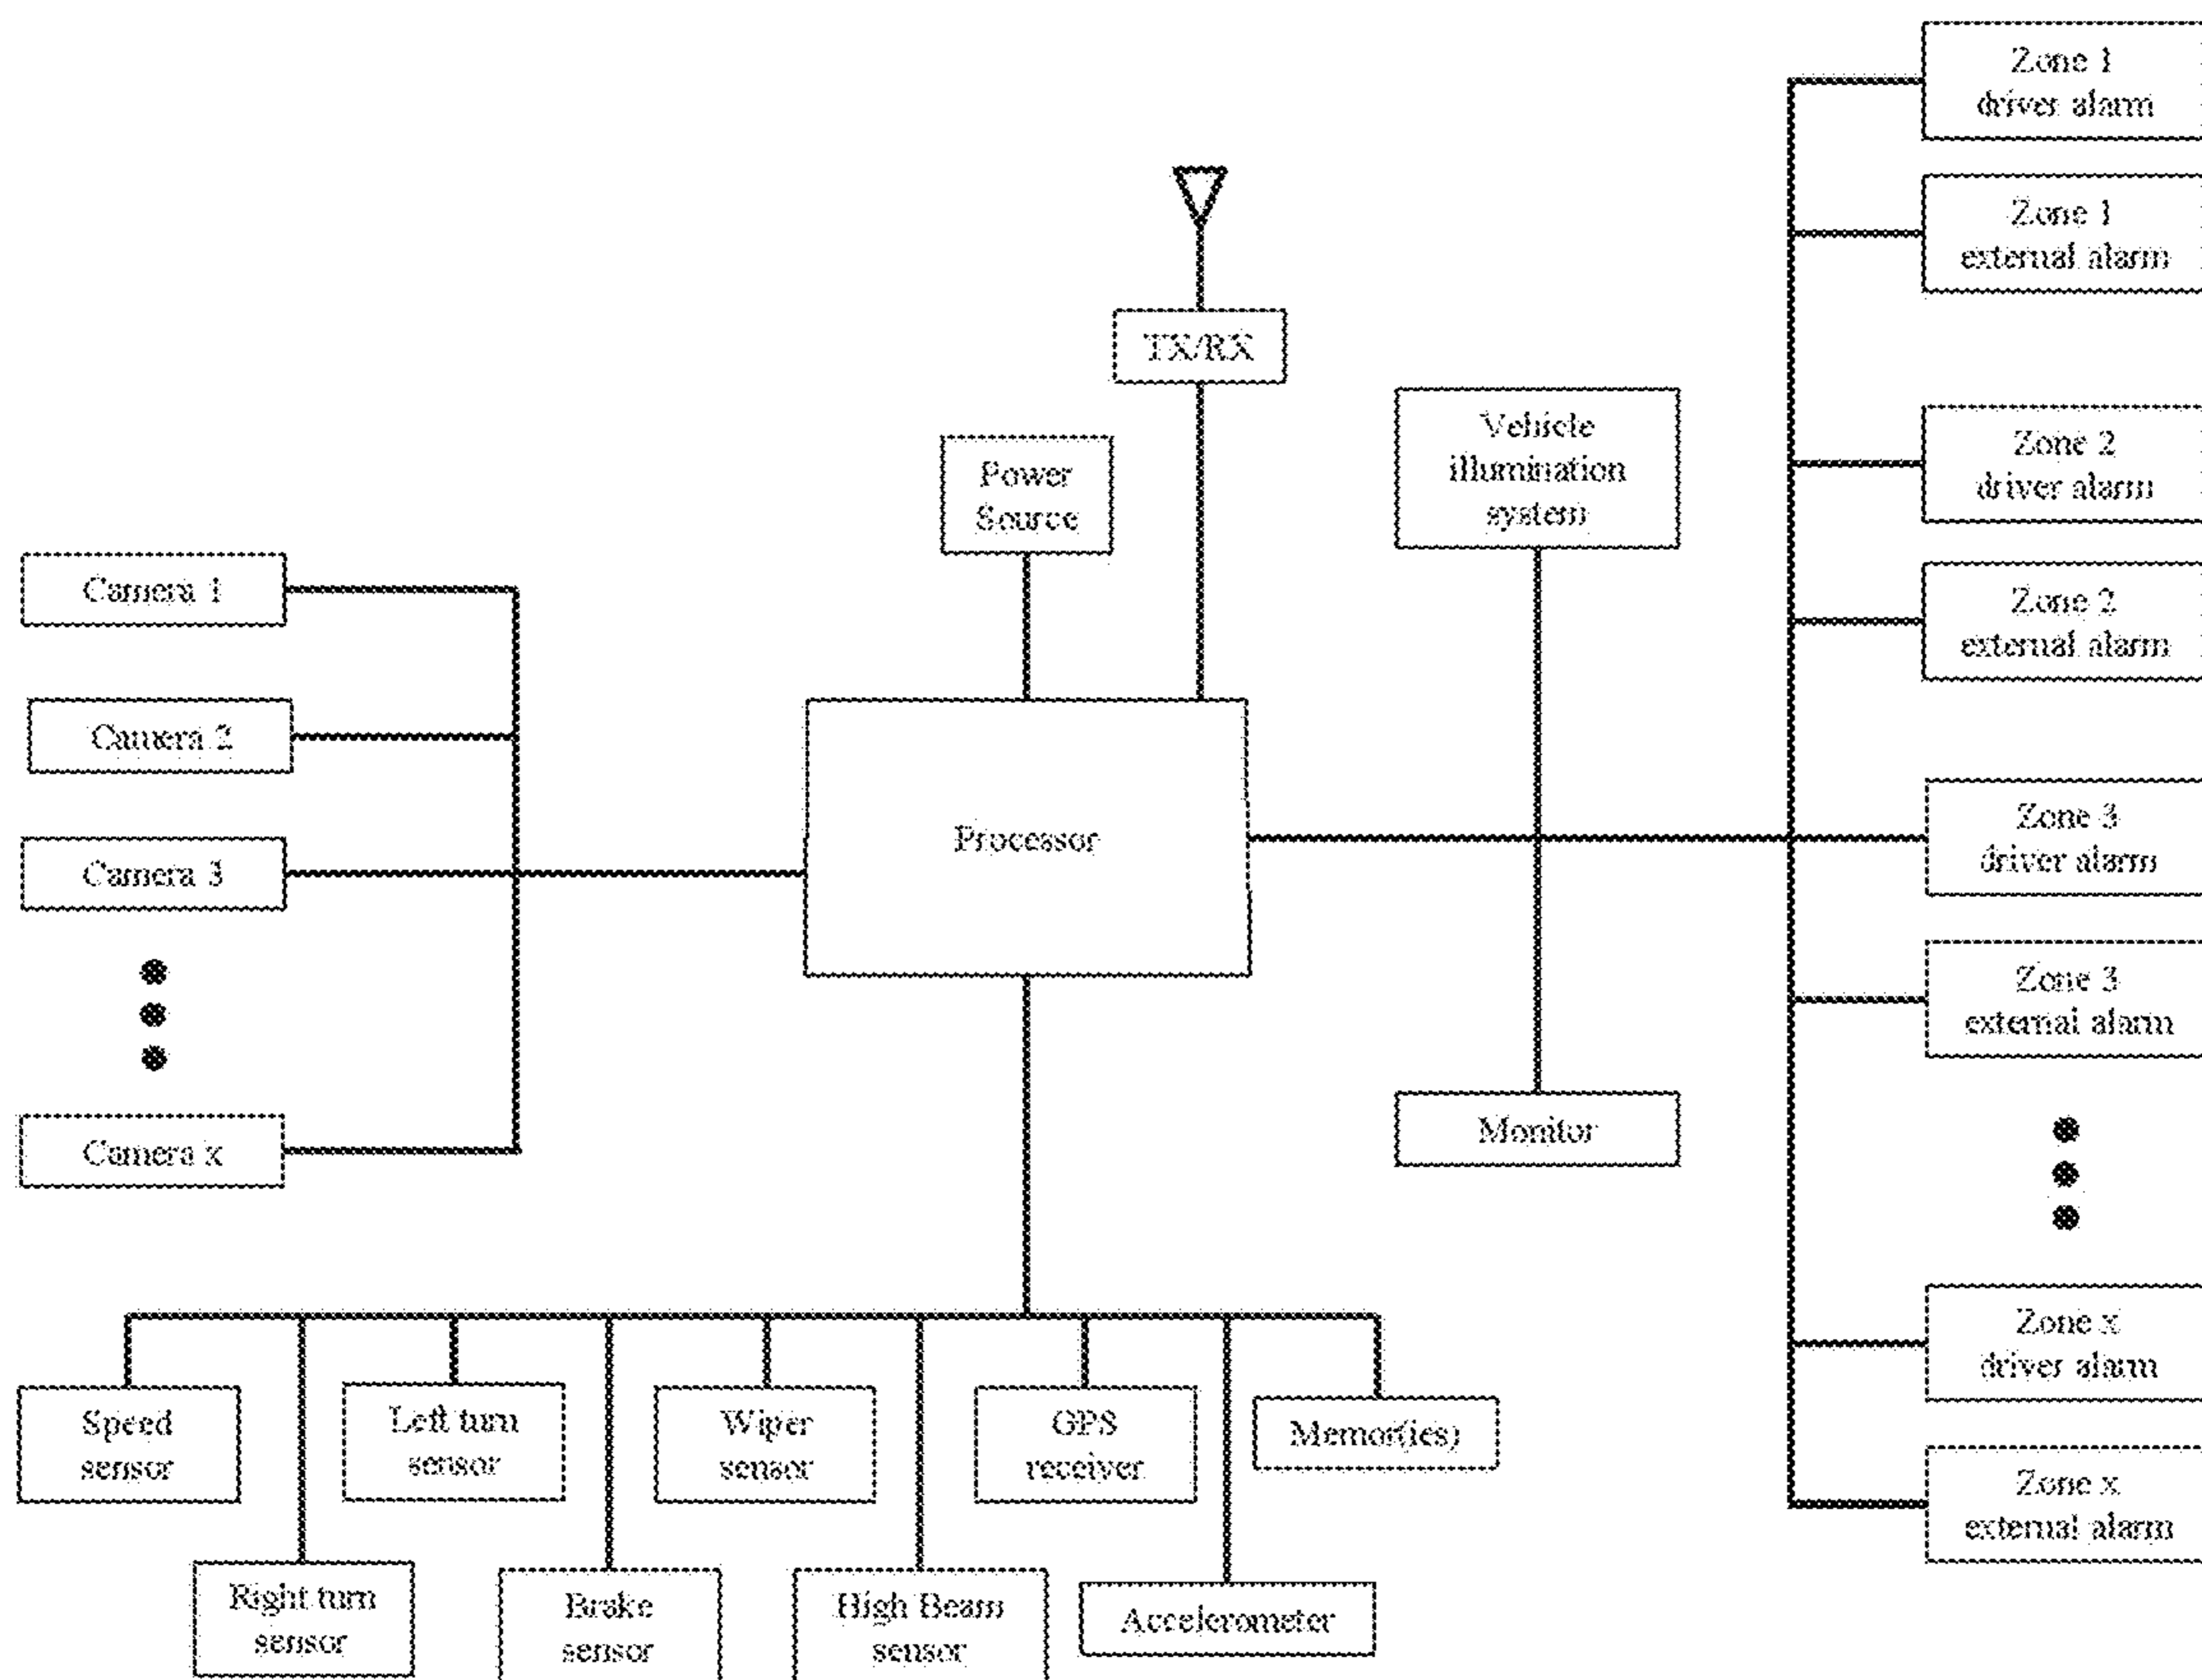 Zone 1
driver alarm
Zone 1
external alarm
TX/RX
Vehicle
illumination
system
Power
Source
Zone 2
driver alarm
Zone 2
external alarm
Camera 1
Camera 2
Camera 3
Camera x
Processor
Zone 3
driver alarm
Zone 3
external alarm
Monitor
Zone x
driver alarm
Zone x
external alarm
Speed
sensor
Left turn
sensor
Wiper
sensor
GPS
receiver
Memor(ies)
Right turn
sensor
Brake
sensor
High Beam
sensor
Accelerometer